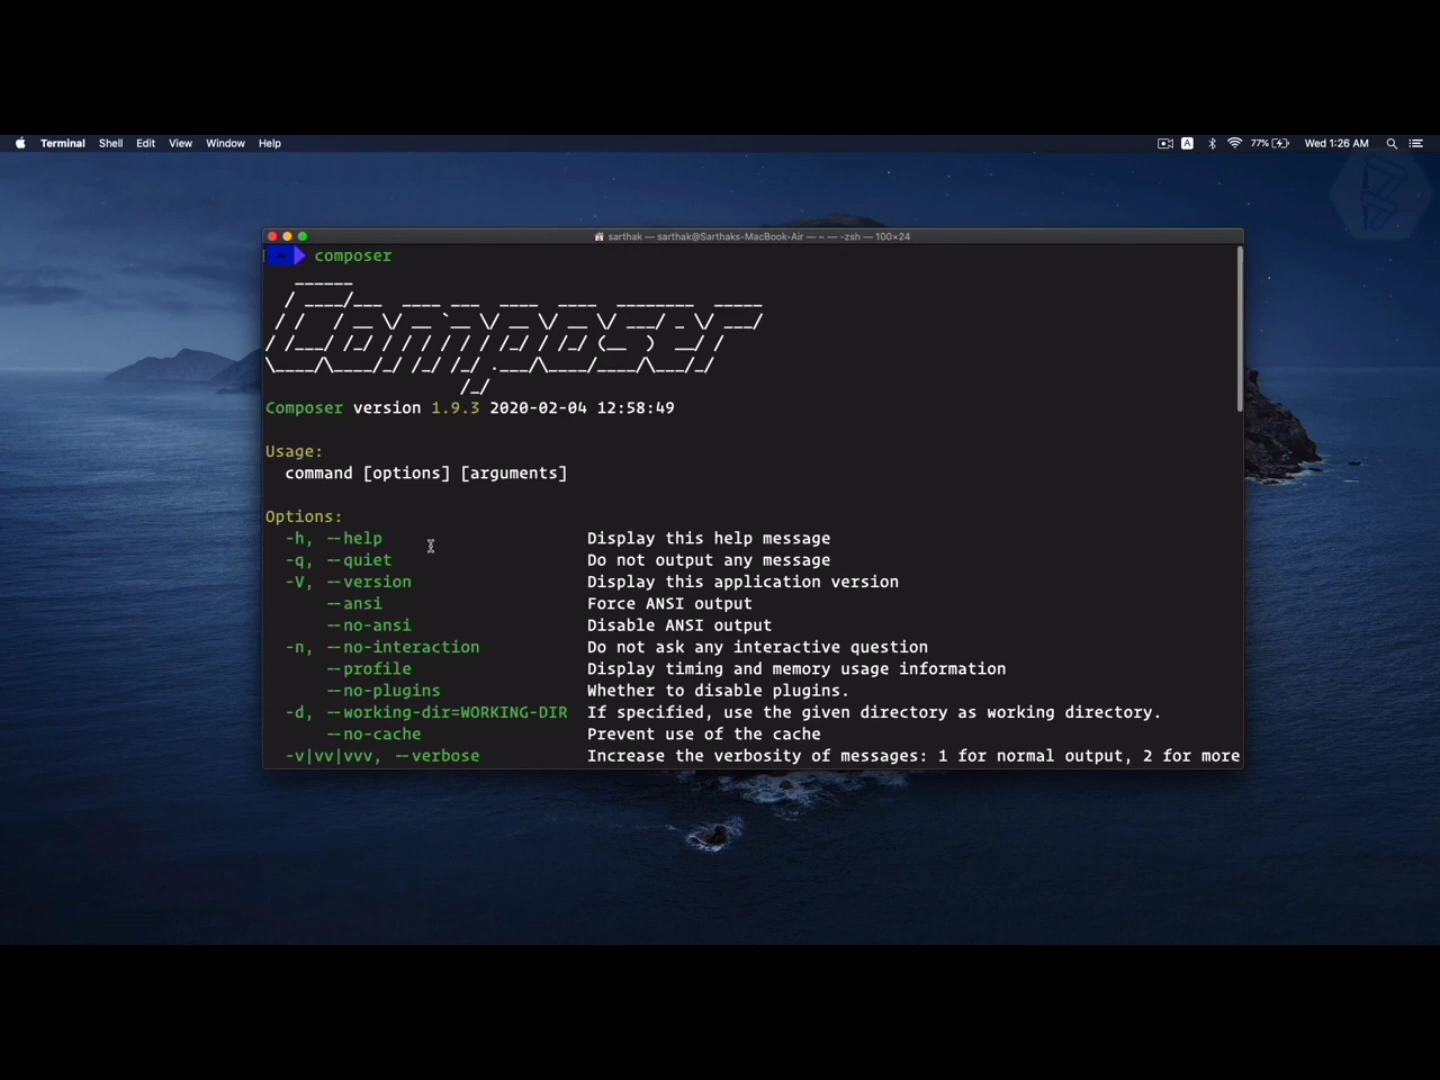 Terminal Shell Edit View Window Help A 77% Wed 1:26 AM
sarthak — sarthak@Sarthaks-MacBook-Air — ~ — -zsh — 100×24
~ composer
Composer
Composer version 1.9.3 2020-02-04 12:58:49
Usage:
command [options] [arguments]
Options:
-h, --help Display this help message
-q, --quiet Do not output any message
-V, --version Display this application version
--ansi Force ANSI output
--no-ansi Disable ANSI output
-n, --no-interaction Do not ask any interactive question
--profile Display timing and memory usage information
--no-plugins Whether to disable plugins.
-d, --working-dir=WORKING-DIR If specified, use the given directory as working directory.
--no-cache Prevent use of the cache
-v|vv|vvv, --verbose Increase the verbosity of messages: 1 for normal output, 2 for more